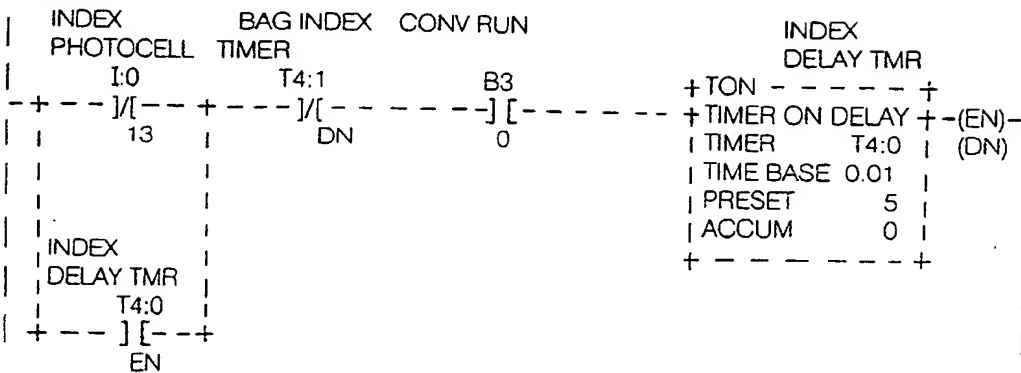 INDEX BAG INDEX CONV RUN INDEX
PHOTOCELL TIMER DELAY TMR
I:0 T4:1 B3 +TON - - - - - - +
-+- - - ]/[- - - + - - - - - ]/[- - - - - - - -] [- - - - - - - + TIMER ON DELAY + -(EN)-
13 DN 0 | TIMER T4:0 | (DN)
| TIME BASE 0.01 |
| PRESET 5 |
| ACCUM 0 |
INDEX + - - - - - - - +
DELAY TMR
T4:0
+ - - - ] [- - -+
EN